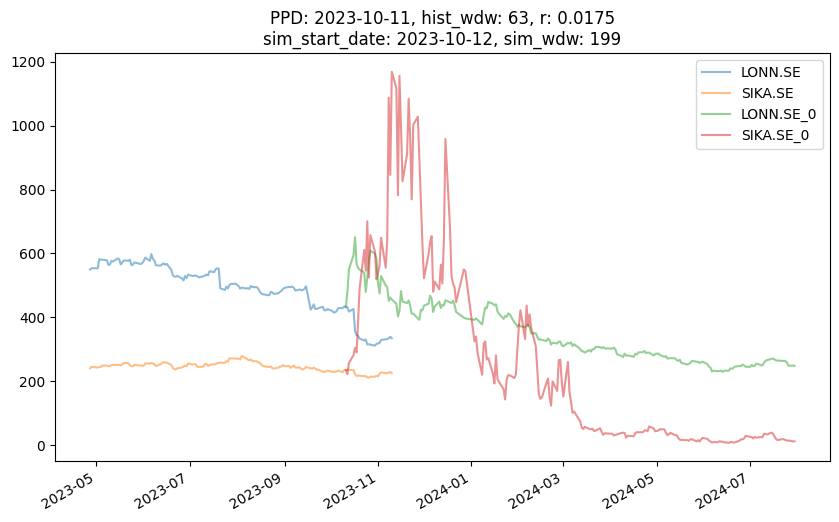 PPD: 2023-10-11, hist_wdw: 63, r: 0.0175
sim_start_date: 2023-10-12, sim_wdw: 199
LONN.SE
SIKA.SE
LONN.SE_0
SIKA.SE_0
1200
1000
800
600
400
200
0
2023-05
2023-07
2023-09
2023-11
2024-01
2024-03
2024-05
2024-07